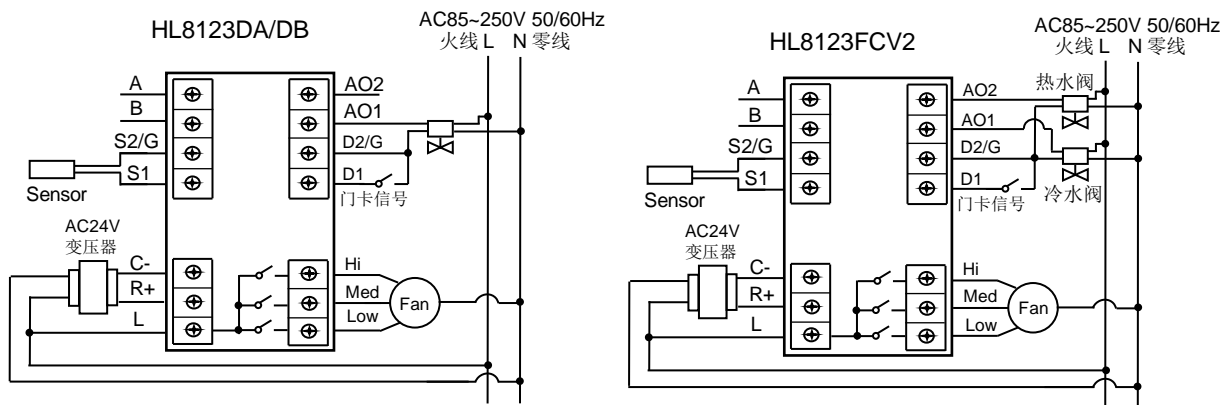 HL8123DA/DB
AC85~250V 50/60Hz
火线 L N 零线
A
B
S2/G
S1
Sensor
AO2
AO1
D2/G
D1
门卡信号
AC24V
变压器
C-
R+
L
Hi
Med
Low
Fan
HL8123FCV2
AC85~250V 50/60Hz
火线 L N 零线
A
B
S2/G
S1
Sensor
AO2
热水阀
AO1
D2/G
D1
门卡信号
冷水阀
AC24V
变压器
C-
R+
L
Hi
Med
Low
Fan